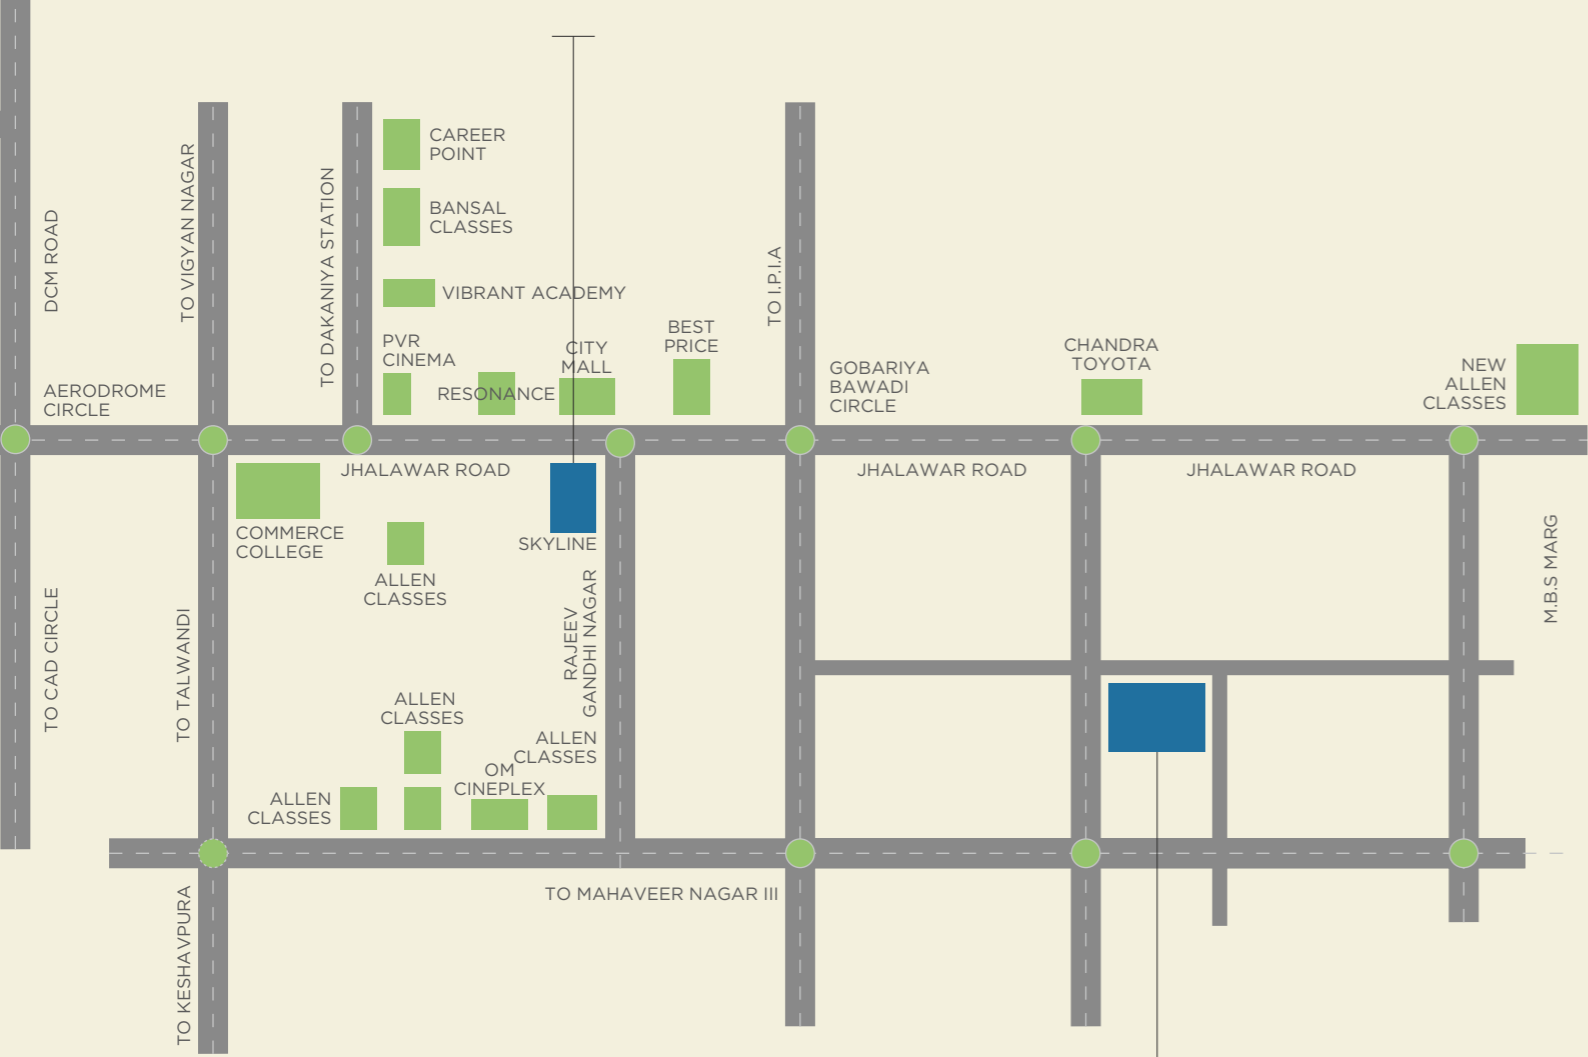 CAREER
POINT
BANSAL
CLASSES
VIBRANT ACADEMY
DCM ROAD
TO VIGYAN NAGAR
TO DAKANIYA STATION
TO I.P.I.A
PVR
CINEMA
RESONANCE
CITY
MALL
BEST
PRICE
GOBARIYA
BAWADI
CIRCLE
CHANDRA
TOYOTA
NEW
ALLEN
CLASSES
AERODROME
CIRCLE
JHALAWAR ROAD
JHALAWAR ROAD
JHALAWAR ROAD
COMMERCE
COLLEGE
ALLEN
CLASSES
SKYLINE
RAJEEV
GANDHI NAGAR
M.B.S MARG
TO CAD CIRCLE
TO TALWANDI
ALLEN
CLASSES
ALLEN
CLASSES
OM
CINEPLEX
ALLEN
CLASSES
TO MAHAVEER NAGAR III
TO KESHAVPURA